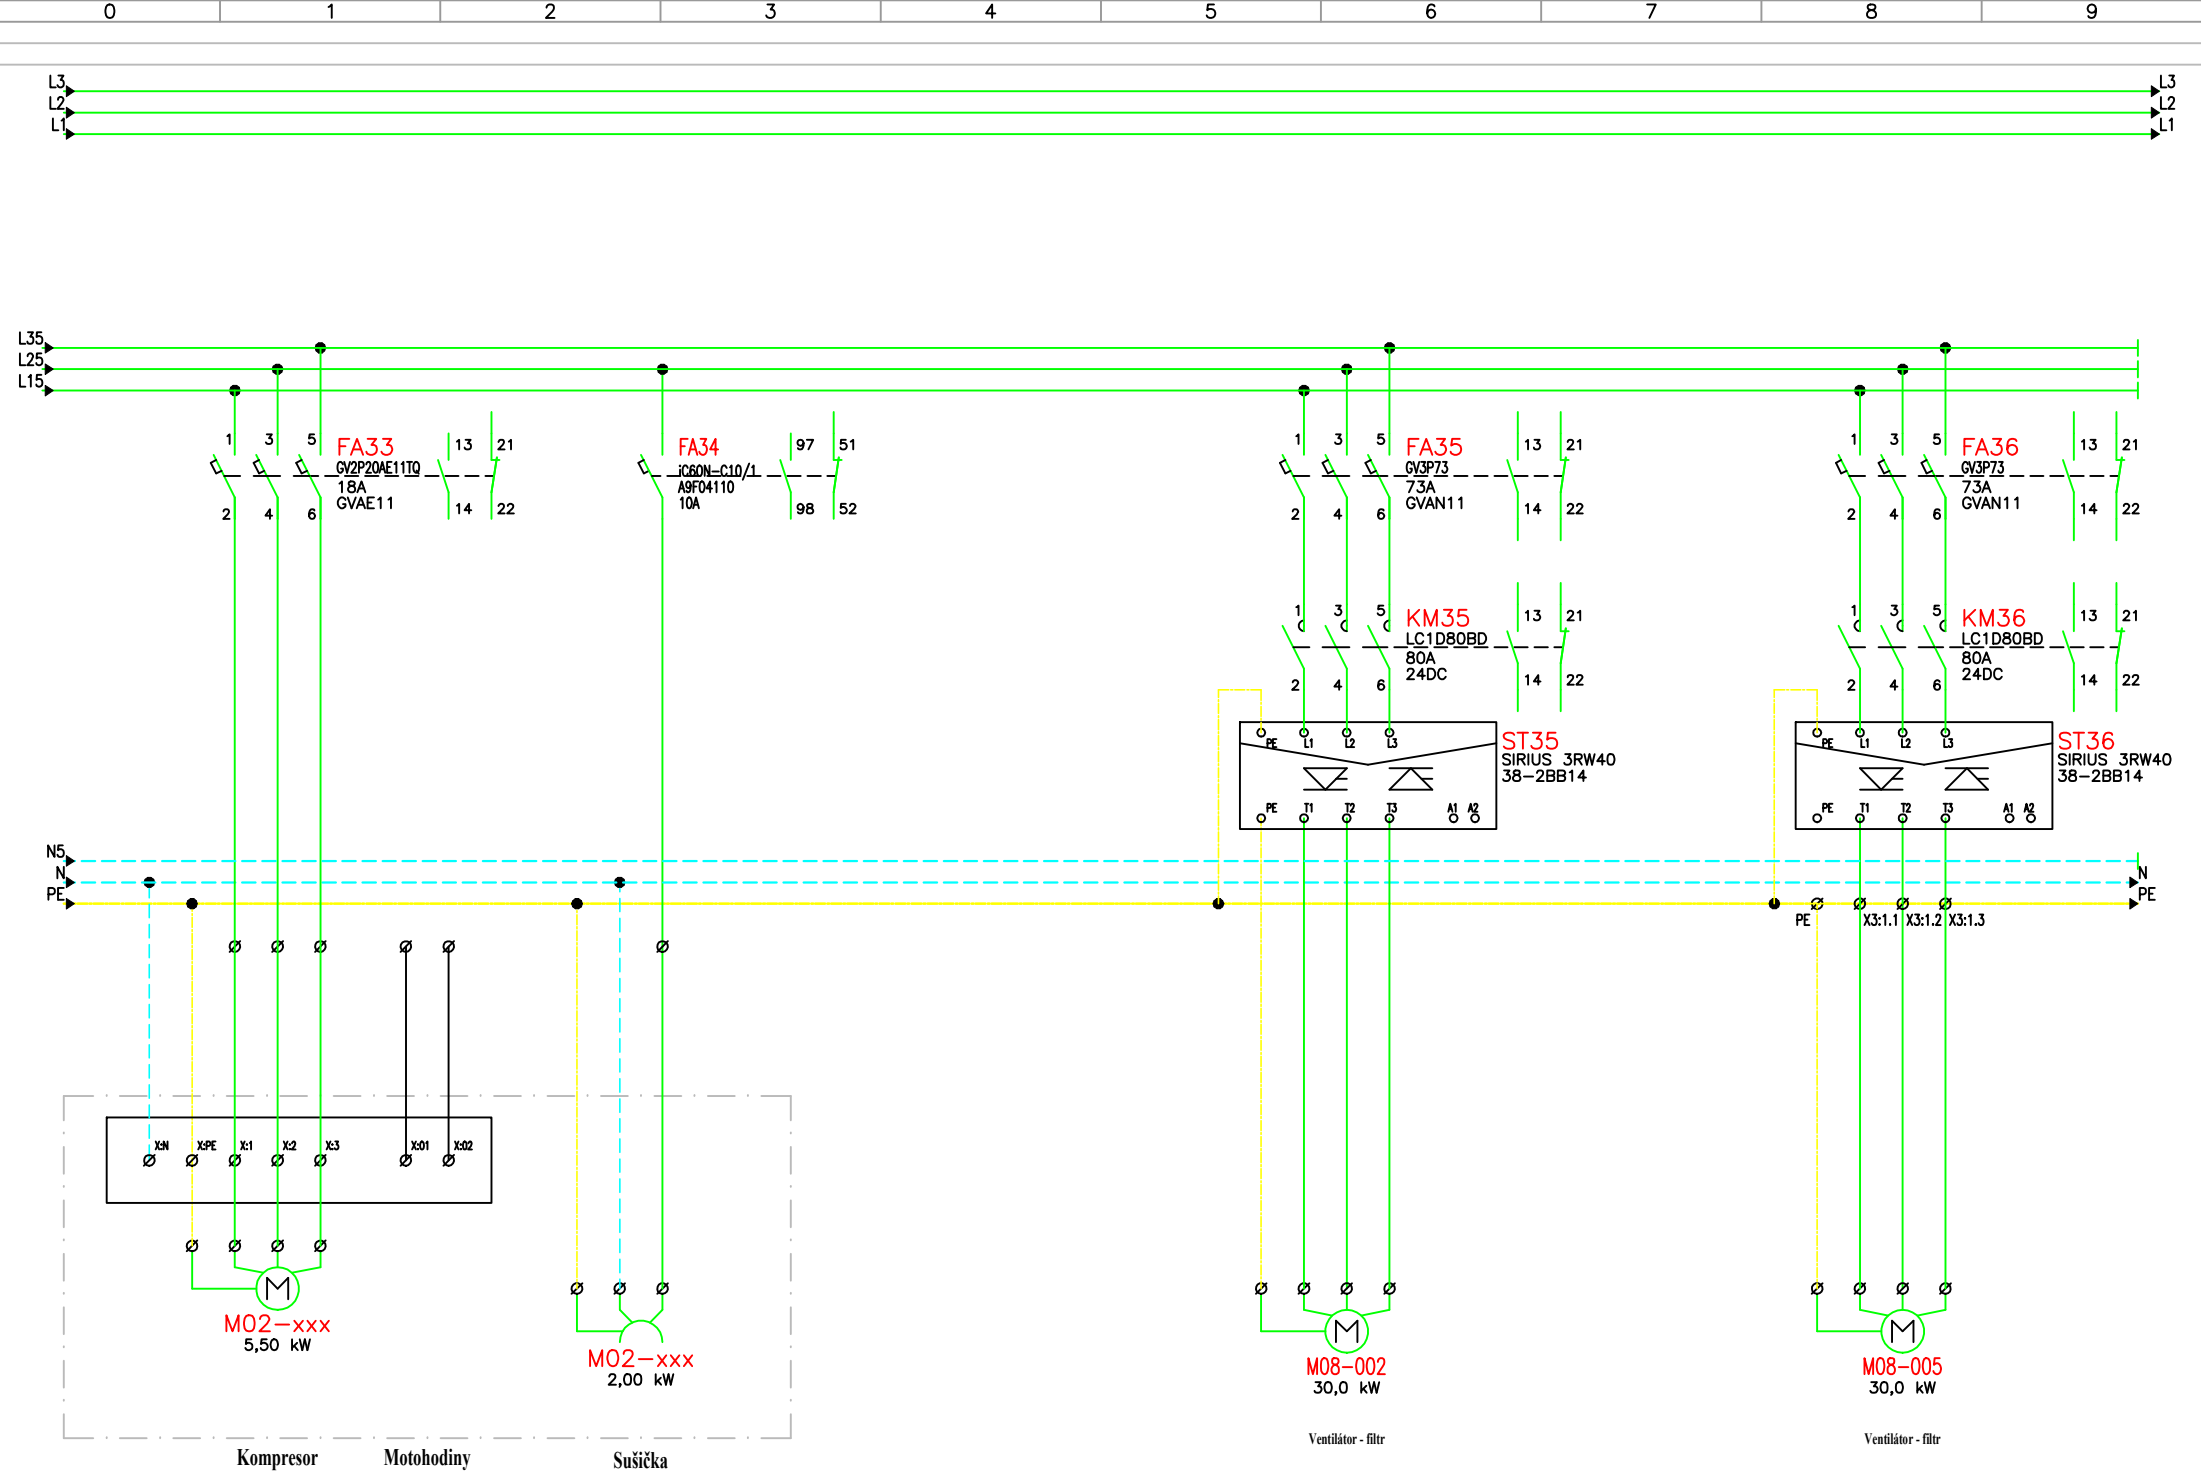 0 1 2 3 4 5 6 7 8 9
L3 L3
L2 L2
L1 L1
L35
L25
L15
1 3 5 FA33 13 21
GV2P20AE11TQ
18A
GVAE11
2 4 6 14 22
FA34 97 51
iC60N-C10/1
A9F04110
10A
98 52
1 3 5 FA35 13 21
GV3P73
73A
GVAN11
2 4 6 14 22
1 3 5 FA36 13 21
GV3P73
73A
GVAN11
2 4 6 14 22
1 3 5 KM35 13 21
LC1D80BD
80A
24DC
2 4 6 14 22
1 3 5 KM36 13 21
LC1D80BD
80A
24DC
2 4 6 14 22
PE L1 L2 L3 ST35
SIRIUS 3RW40
38-2BB14
PE T1 T2 T3 A1 A2
PE L1 L2 L3 ST36
SIRIUS 3RW40
38-2BB14
PE T1 T2 T3 A1 A2
N5
N N
PE PE
PE X3:1.1 X3:1.2 X3:1.3
X:N X:PE X:1 X:2 X:3 X:01 X:02
M
M02-xxx
5,50 kW
M02-xxx
2,00 kW
M
M08-002
30,0 kW
M
M08-005
30,0 kW
Kompresor Motohodiny Sušička
Ventilátor - filtr Ventilátor - filtr